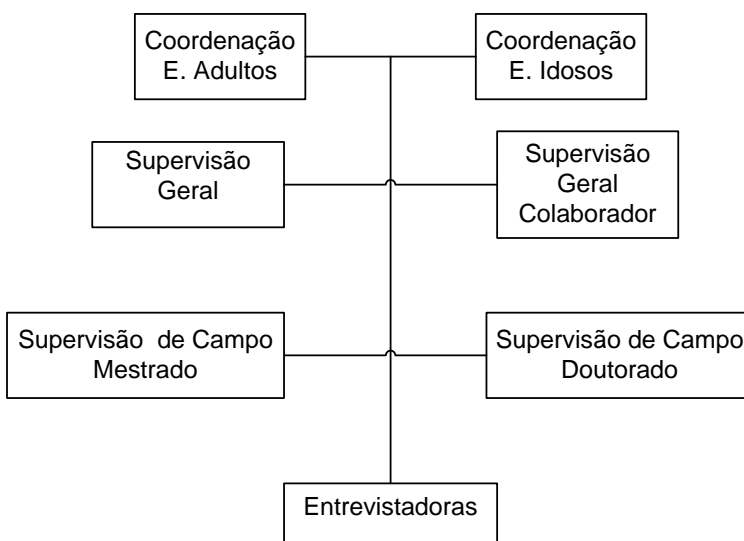 Coordenação
E. Adultos
Coordenação
E. Idosos
Supervisão
Geral
Supervisão
Geral
Colaborador
Supervisão de Campo
Mestrado
Supervisão de Campo
Doutorado
Entrevistadoras